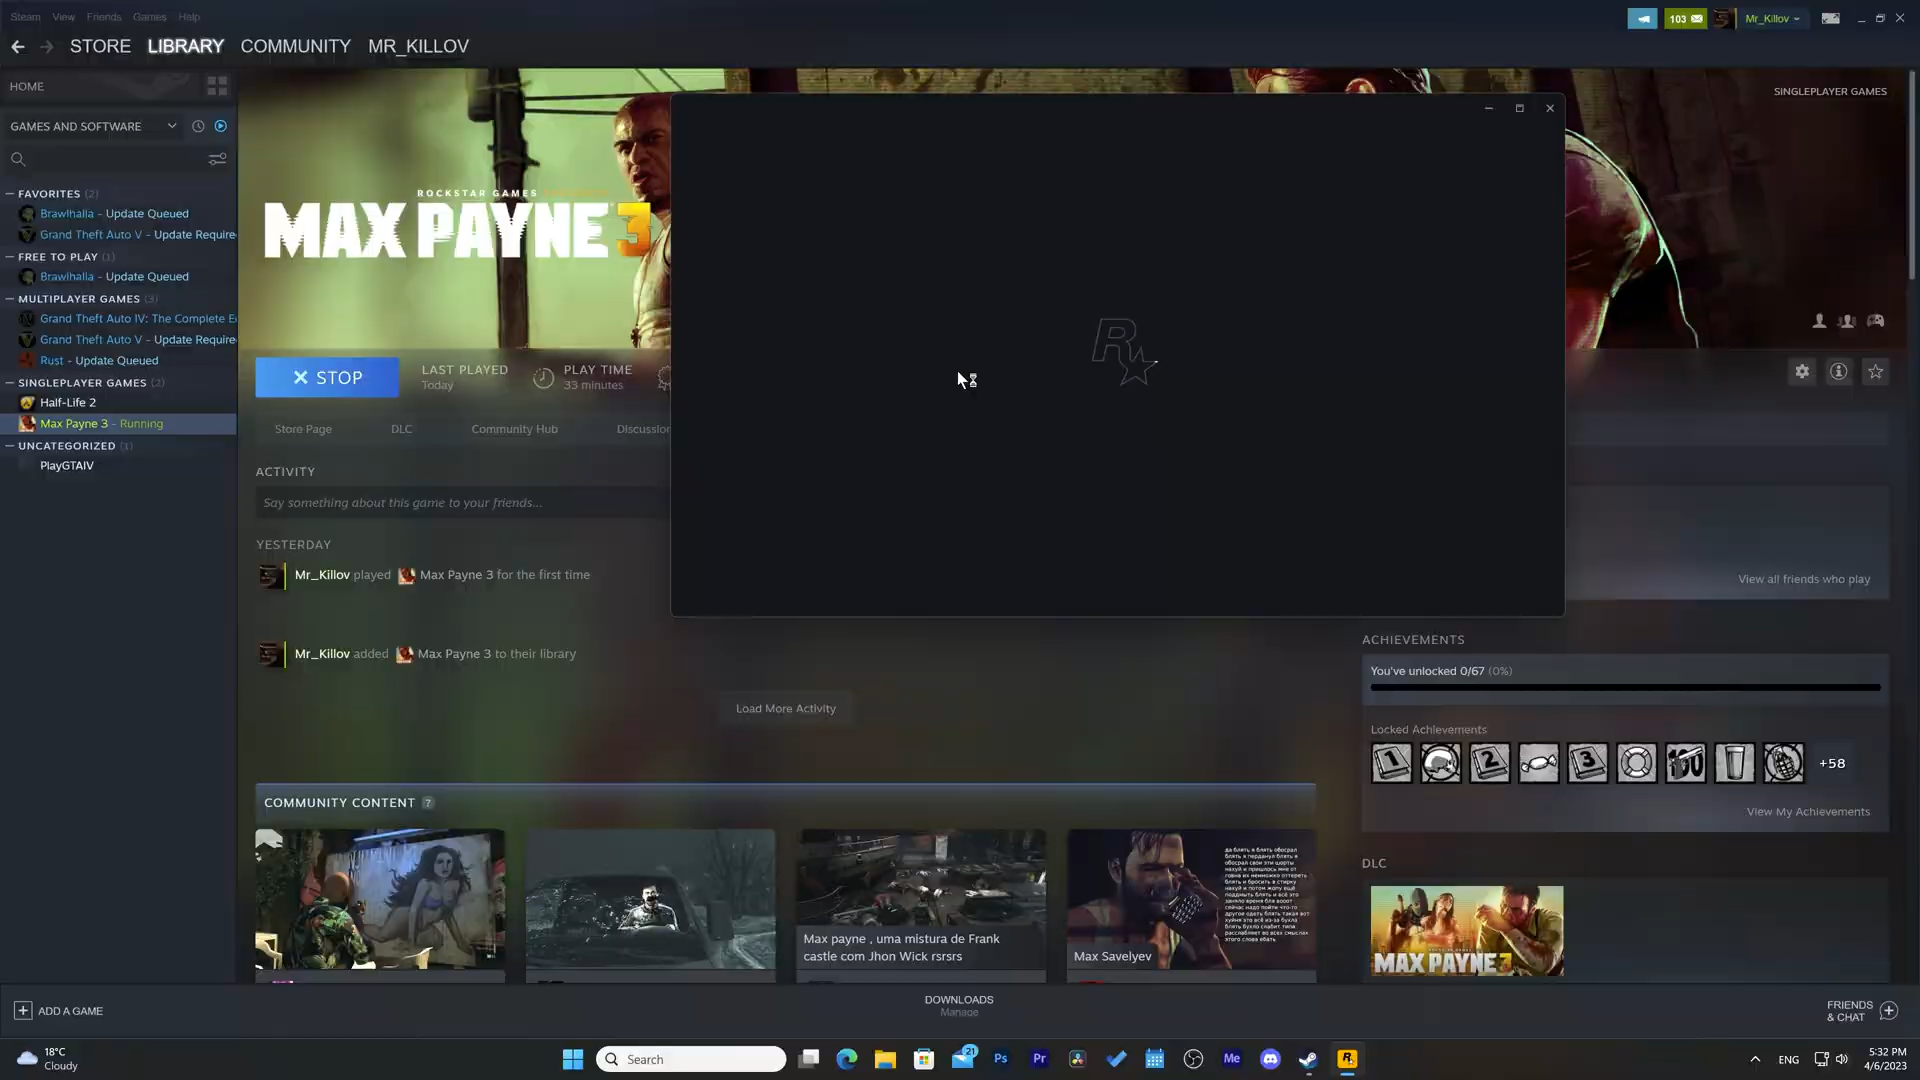 Steam View Friends Games Help
103
Mr_Killov
STORE LIBRARY COMMUNITY MR_KILLOV
HOME
GAMES AND SOFTWARE
FAVORITES (2)
Brawlhalla - Update Queued
Grand Theft Auto V - Update Require
FREE TO PLAY (1)
Brawlhalla - Update Queued
MULTIPLAYER GAMES (3)
Grand Theft Auto IV: The Complete E
Grand Theft Auto V - Update Require
Rust - Update Queued
SINGLEPLAYER GAMES (2)
Half-Life 2
Max Payne 3 - Running
UNCATEGORIZED (1)
PlayGTAIV
SINGLEPLAYER GAMES
ROCKSTAR GAMES
MAX PAYNE 3
STOP
LAST PLAYED
Today
PLAY TIME
33 minutes
Store Page DLC Community Hub Discussion
ACTIVITY
Say something about this game to your friends...
YESTERDAY
Mr_Killov played Max Payne 3 for the first time
Mr_Killov added Max Payne 3 to their library
Load More Activity
View all friends who play
ACHIEVEMENTS
You've unlocked 0/67 (0%)
Locked Achievements
1 2 3 100 +58
View My Achievements
COMMUNITY CONTENT ?
Max payne , uma mistura de Frank
castle com Jhon Wick rsrsrs
Max Savelyev
DLC
MAX PAYNE 3
ADD A GAME
DOWNLOADS
Manage
FRIENDS
& CHAT
18°C
Cloudy
Search
21
Ps
Pr
Me
R
ENG
5:32 PM
4/6/2023